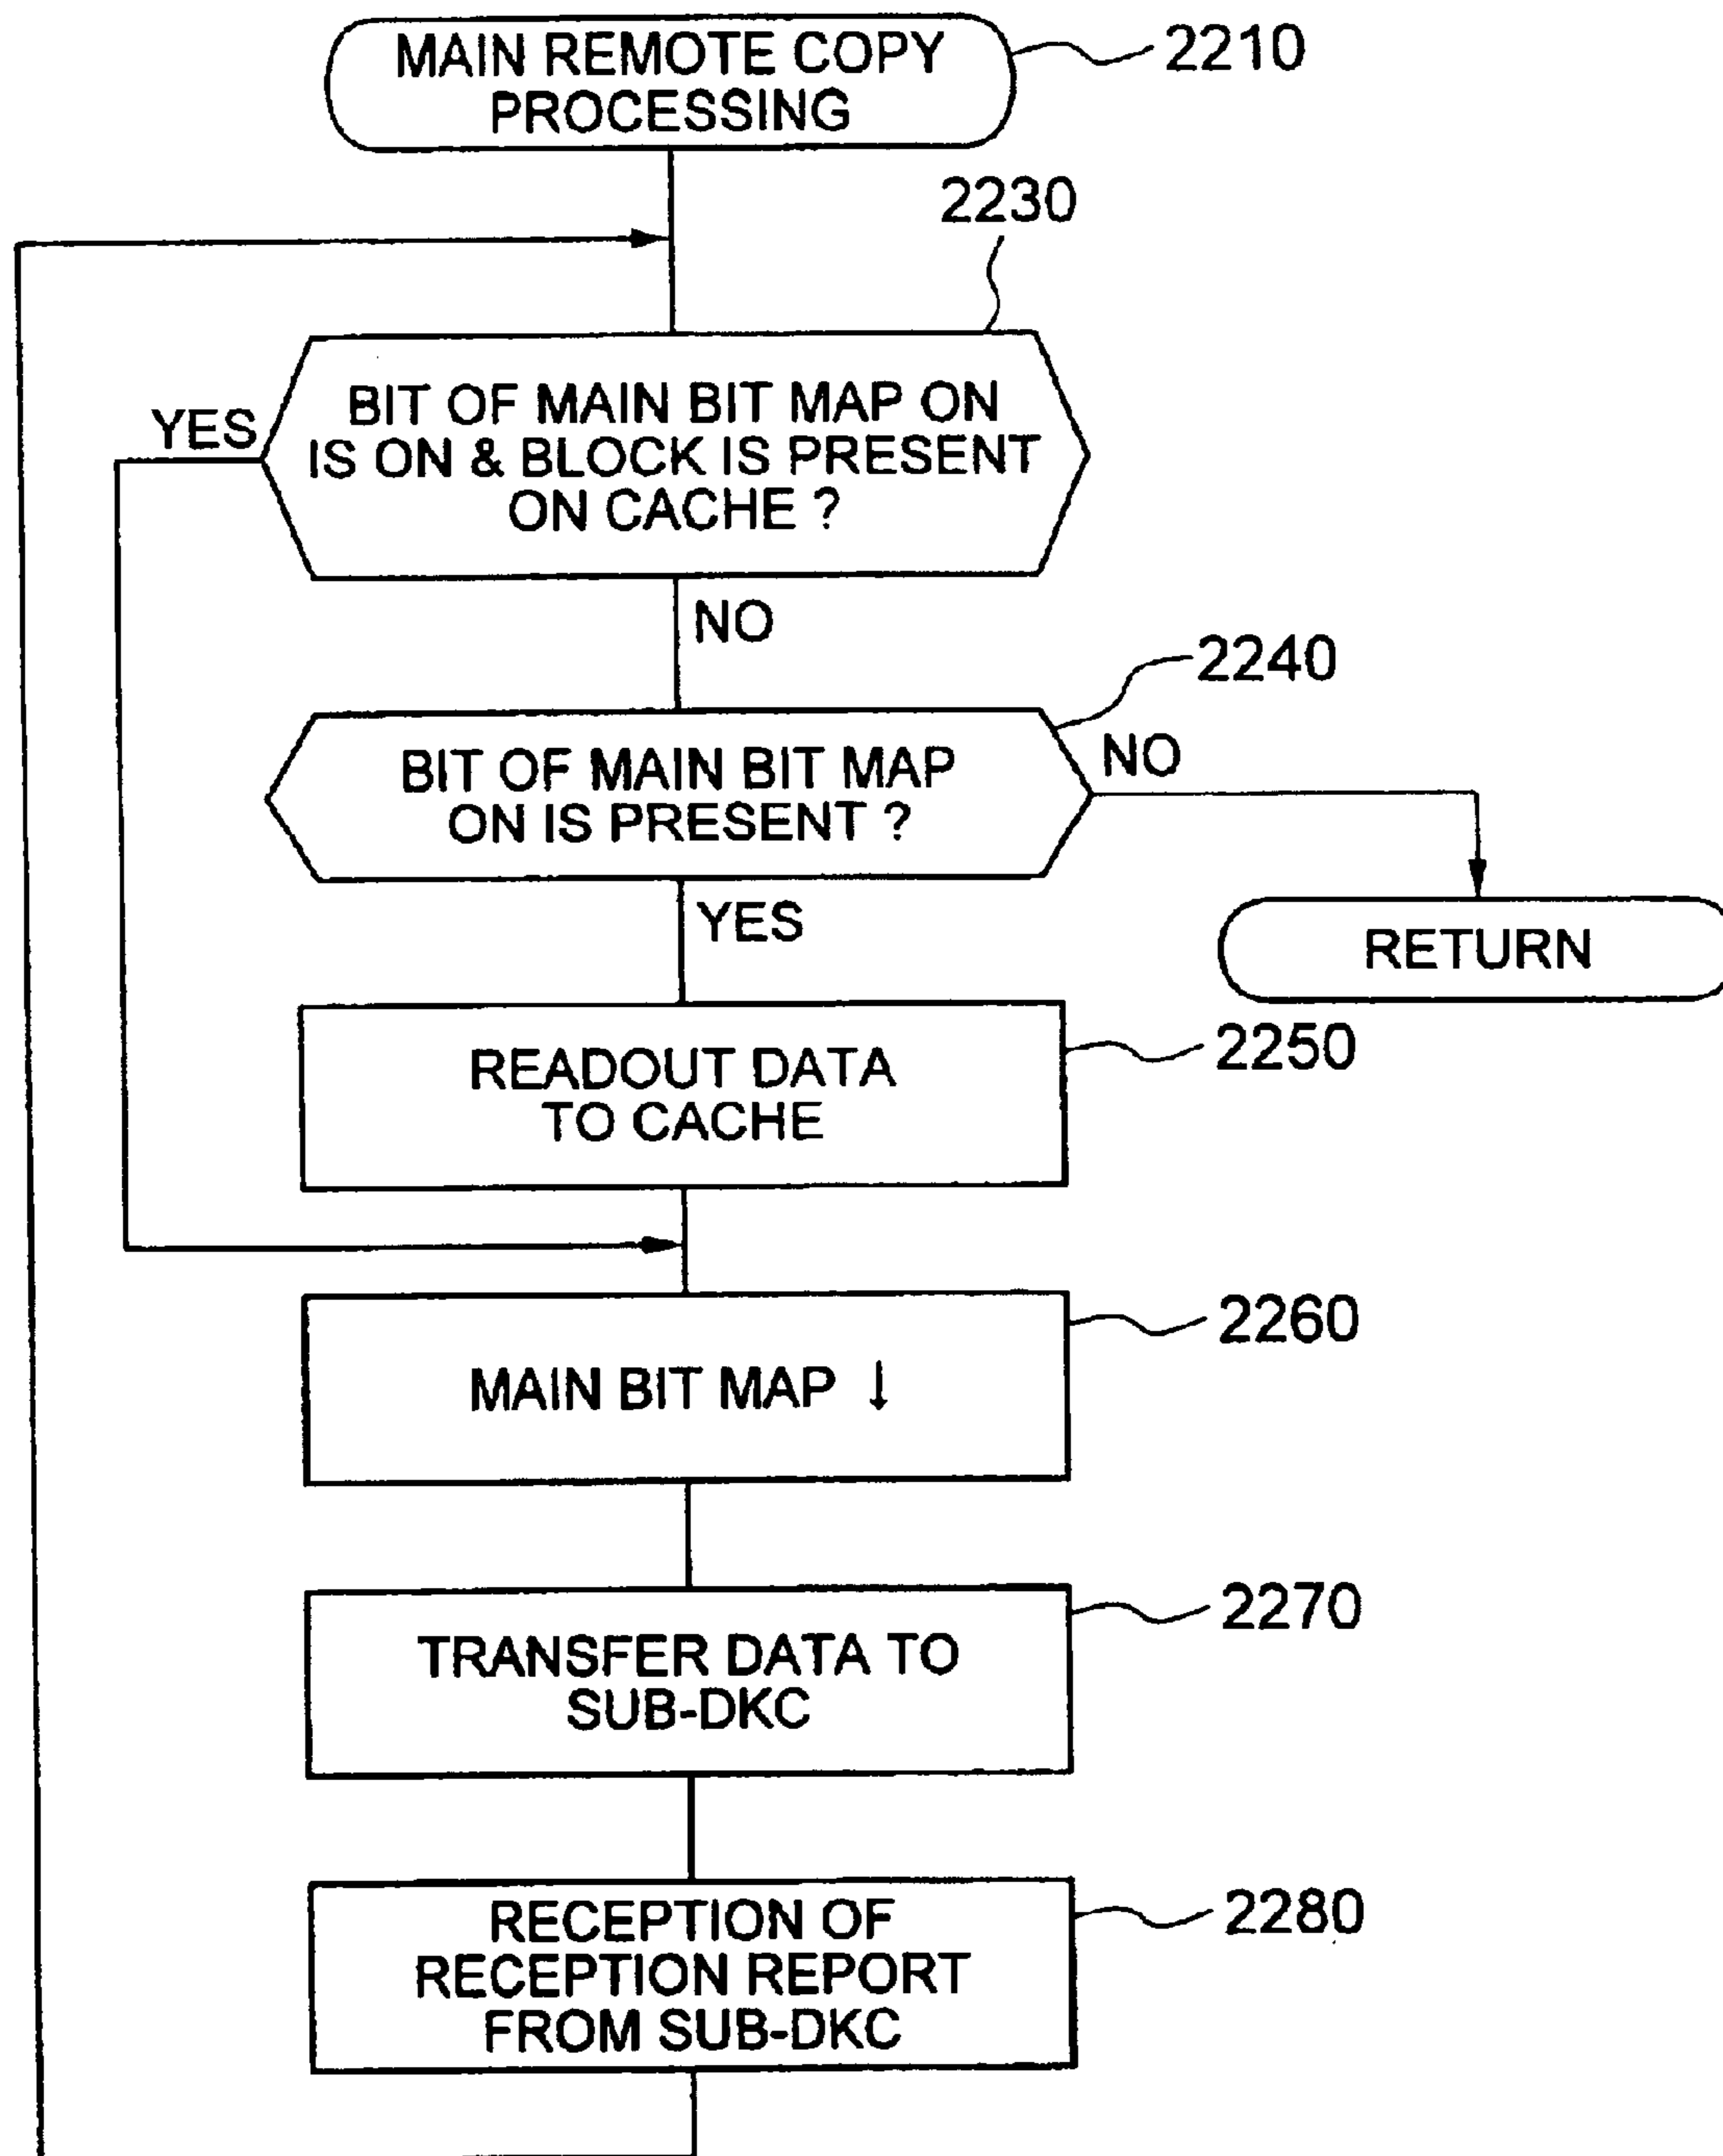 MAIN REMOTE COPY
PROCESSING
2210
2230
BIT OF MAIN BIT MAP ON
IS ON & BLOCK IS PRESENT
ON CACHE ?
YES
NO
2240
BIT OF MAIN BIT MAP
ON IS PRESENT ?
NO
YES
RETURN
READOUT DATA
TO CACHE
2250
MAIN BIT MAP ↓
2260
TRANSFER DATA TO
SUB-DKC
2270
RECEPTION OF
RECEPTION REPORT
FROM SUB-DKC
2280